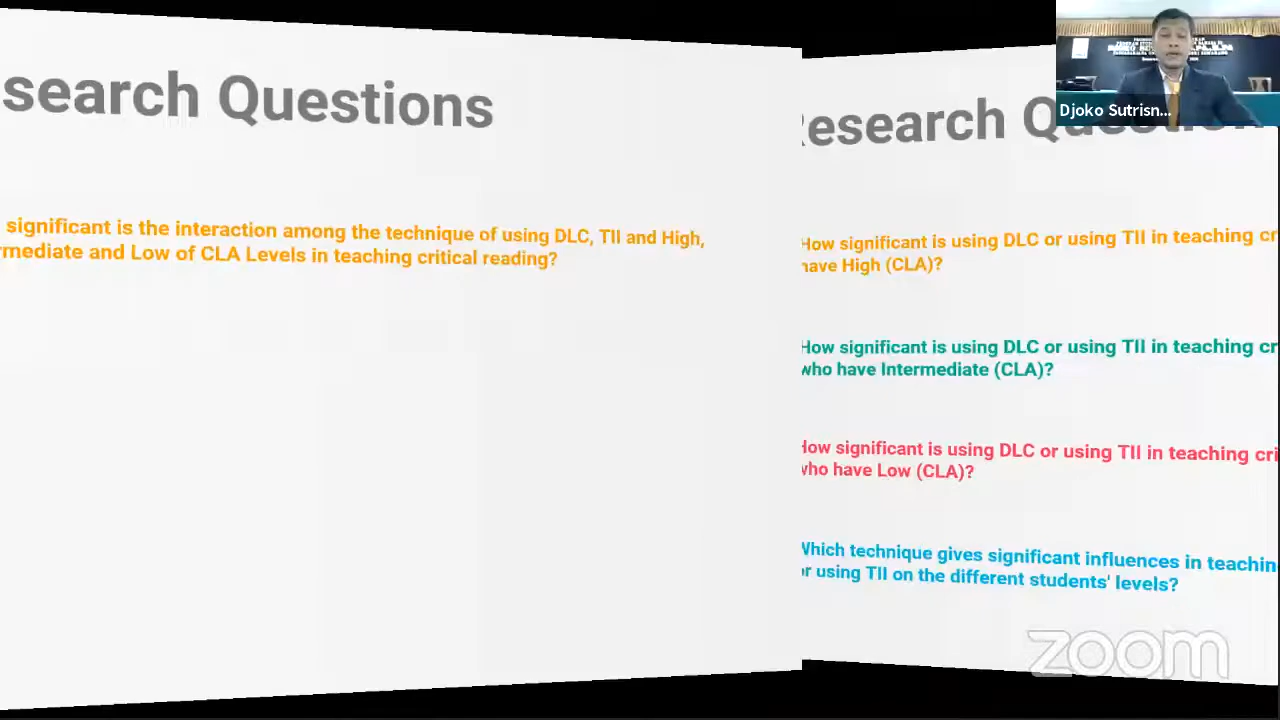 search Questions
significant is the interaction among the technique of using DLC, TII and High,
rmediate and Low of CLA Levels in teaching critical reading?
Research Question
How significant is using DLC or using TII in teaching cr
have High (CLA)?
How significant is using DLC or using TII in teaching cr
who have Intermediate (CLA)?
How significant is using DLC or using TII in teaching cri
who have Low (CLA)?
Which technique gives significant influences in teachin
or using TII on the different students' levels?
Djoko Sutrisn...
zoom